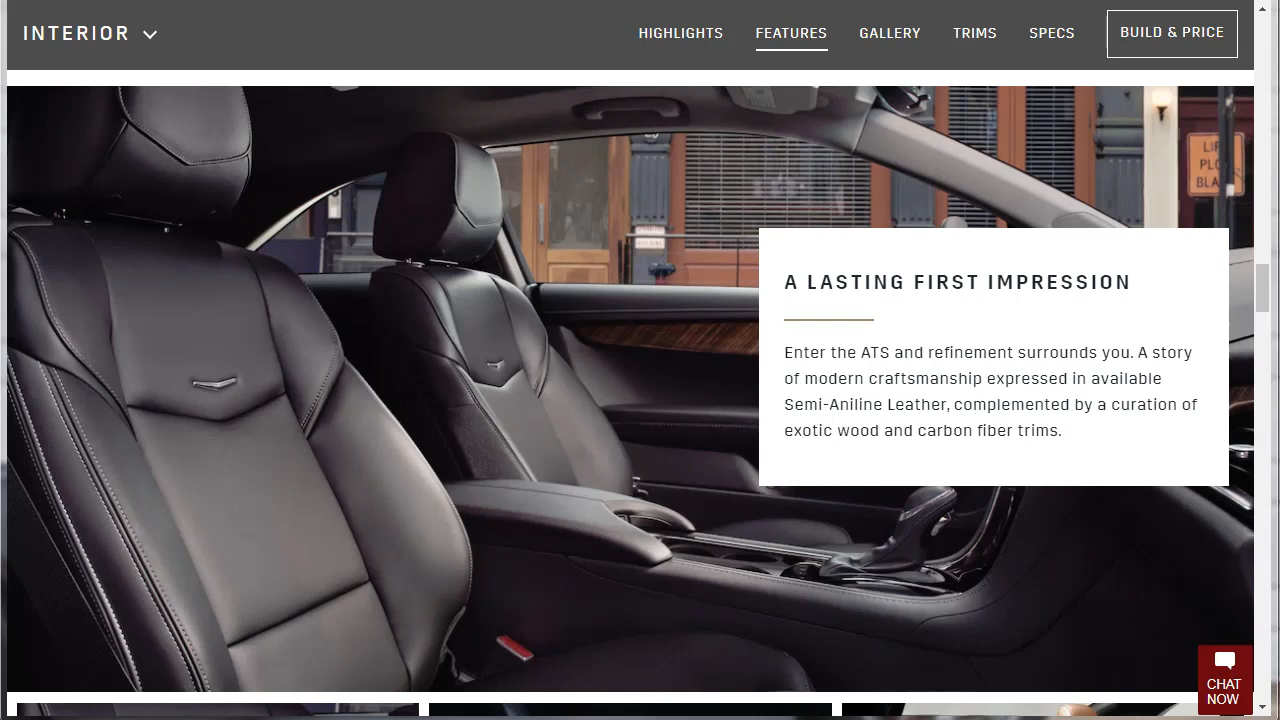 INTERIOR
HIGHLIGHTS
FEATURES
GALLERY
TRIMS
SPECS
BUILD & PRICE
A LASTING FIRST IMPRESSION
Enter the ATS and refinement surrounds you. A story
of modern craftsmanship expressed in available
Semi-Aniline Leather, complemented by a curation of
exotic wood and carbon fiber trims.
CHAT
NOW